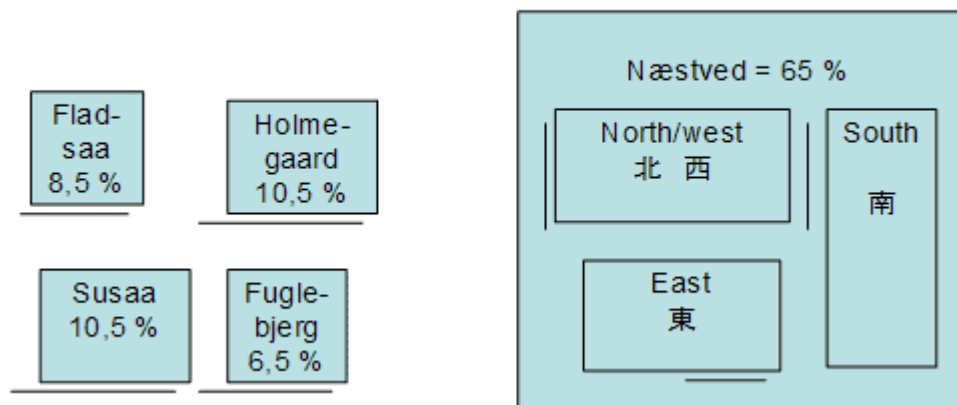 Flad-
saa
8,5 %
Holme-
gaard
10,5 %
Susaa
10,5 %
Fugle-
bjerg
6,5 %
Næstved = 65 %
North/west
北 西
South
南
East
東